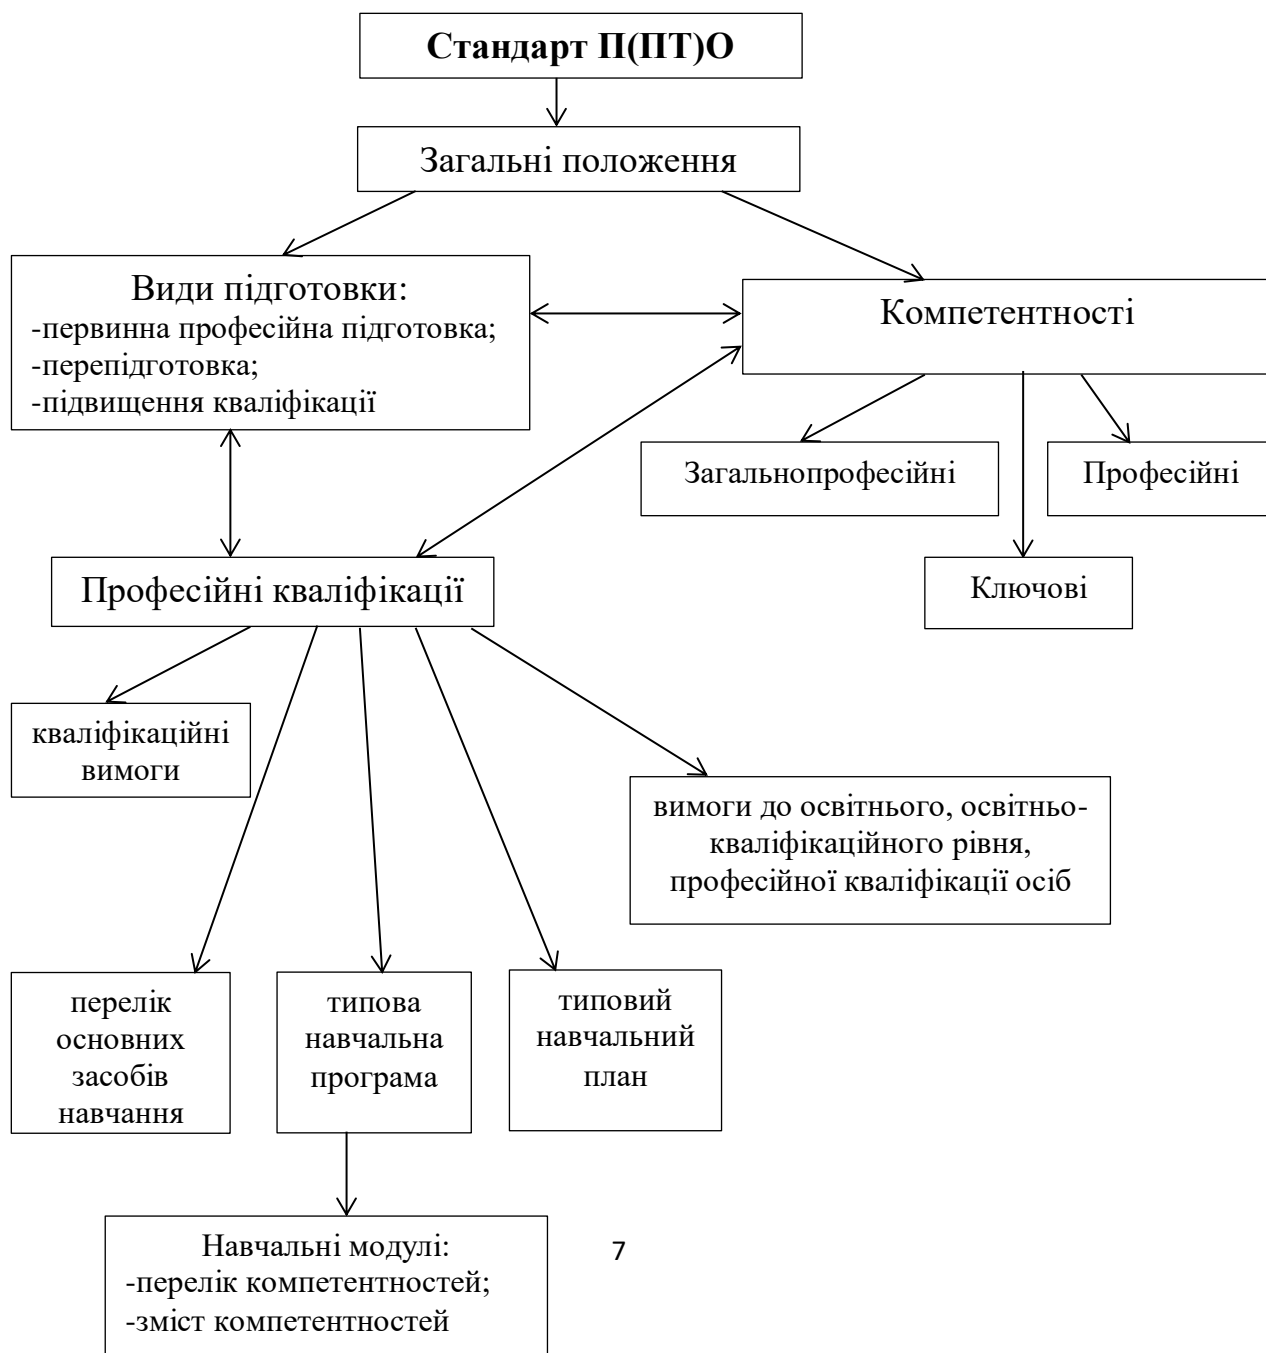 Стандарт П(ПТ)О
Загальні положення
Види підготовки:
-первинна професійна підготовка;
-перепідготовка;
-підвищення кваліфікації
Компетентності
Загальнопрофесійні
Професійні
Ключові
Професійні кваліфікації
кваліфікаційні
вимоги
вимоги до освітнього, освітньо-
кваліфікаційного рівня,
професійної кваліфікації осіб
перелік
основних
засобів
навчання
типова
навчальна
програма
типовий
навчальний
план
Навчальні модулі:
-перелік компетентностей;
-зміст компетентностей
7